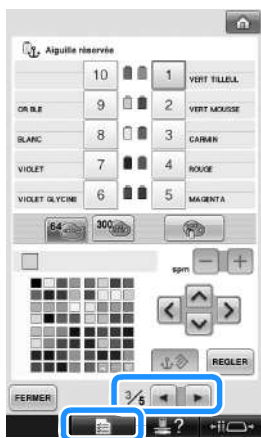 Aiguille réservée
10 1 VERT TILLEUL
OR BLE 9 2 VERT MOUSSE
BLANC 8 3 CARMIN
VIOLET 7 4 ROUGE
VIOLET GLYCINE 6 5 MAGENTA
64 300
spm − +
REGLER
FERMER 3/5
?